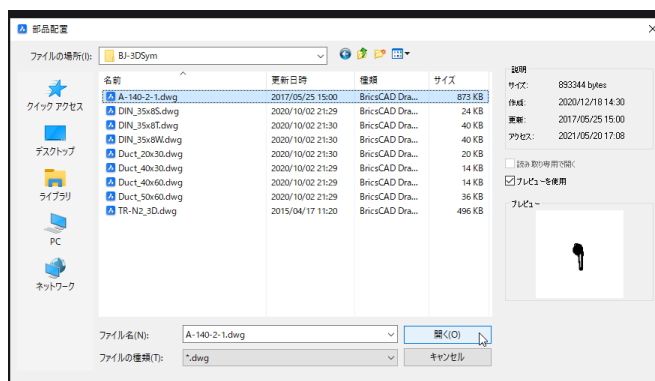 部品配置
ファイルの場所(I):
BJ-3DSym
名前
更新日時
種類
サイズ
A-140-2-1.dwg
2017/05/25 15:00
BricsCAD Dra...
873 KB
DIN_35x8S.dwg
2020/10/02 21:29
BricsCAD Dra...
24 KB
DIN_35x8T.dwg
2020/10/02 21:30
BricsCAD Dra...
40 KB
DIN_35x8W.dwg
2020/10/02 21:30
BricsCAD Dra...
40 KB
Duct_20x30.dwg
2020/10/02 21:30
BricsCAD Dra...
20 KB
Duct_40x30.dwg
2020/10/02 21:29
BricsCAD Dra...
14 KB
Duct_40x60.dwg
2020/10/02 21:29
BricsCAD Dra...
14 KB
Duct_50x60.dwg
2020/10/02 21:29
BricsCAD Dra...
36 KB
TR-N2_3D.dwg
2015/04/17 11:20
BricsCAD Dra...
496 KB
クイック アクセス
デスクトップ
ライブラリ
PC
ネットワーク
ファイル名(N):
A-140-2-1.dwg
開く(O)
ファイルの種類(T):
*.dwg
キャンセル
説明
サイズ:
893344 bytes
作成:
2020/12/18 14:30
更新:
2017/05/25 15:00
アクセス:
2021/05/20 17:08
読み取り専用で開く
プレビューを使用
プレビュー